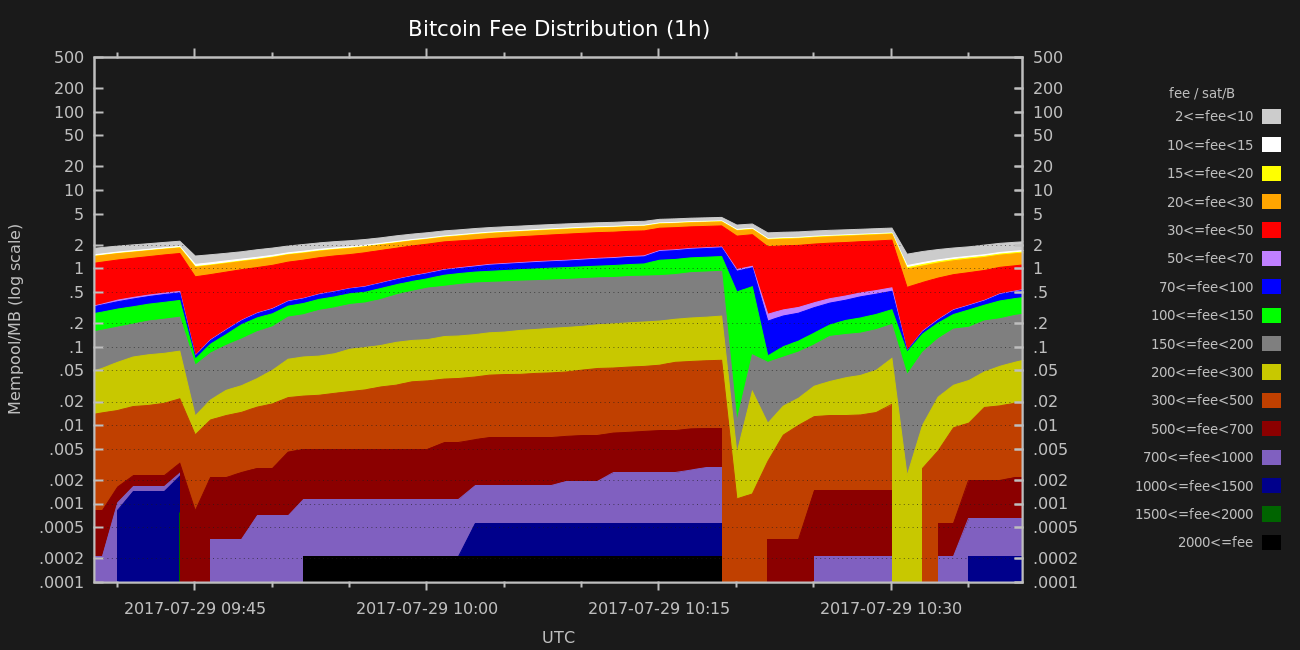 Bitcoin Fee Distribution (1h)
500
200
100
50
20
10
5
2
1
.5
.2
.1
.05
.02
.01
.005
.002
.001
.0005
.0002
.0001
Mempool/MB (log scale)
500
200
100
50
20
10
5
2
1
.5
.2
.1
.05
.02
.01
.005
.002
.001
.0005
.0002
.0001
2017-07-29 09:45
2017-07-29 10:00
2017-07-29 10:15
2017-07-29 10:30
UTC
fee / sat/B
2<=fee<10
10<=fee<15
15<=fee<20
20<=fee<30
30<=fee<50
50<=fee<70
70<=fee<100
100<=fee<150
150<=fee<200
200<=fee<300
300<=fee<500
500<=fee<700
700<=fee<1000
1000<=fee<1500
1500<=fee<2000
2000<=fee